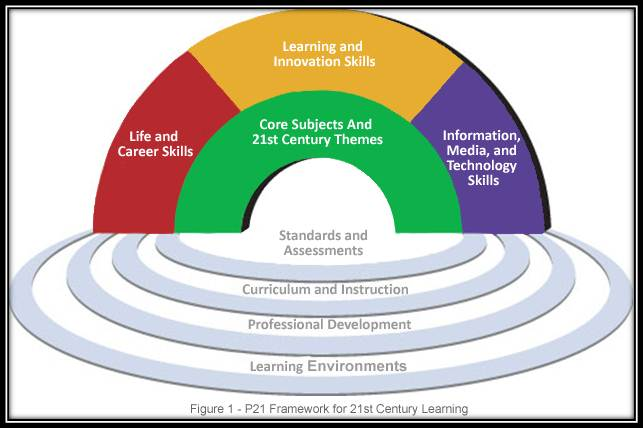 Learning and
Innovation Skills
Core Subjects And
21st Century Themes
Life and
Career Skills
Information,
Media, and
Technology
Skills
Standards and
Assessments
Curriculum and Instruction
Professional Development
Learning Environments
Figure 1 - P21 Framework for 21st Century Learning